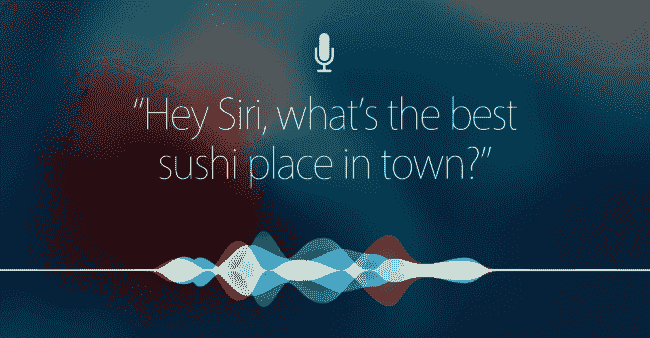 “Hey Siri, what’s the best
sushi place in town?”